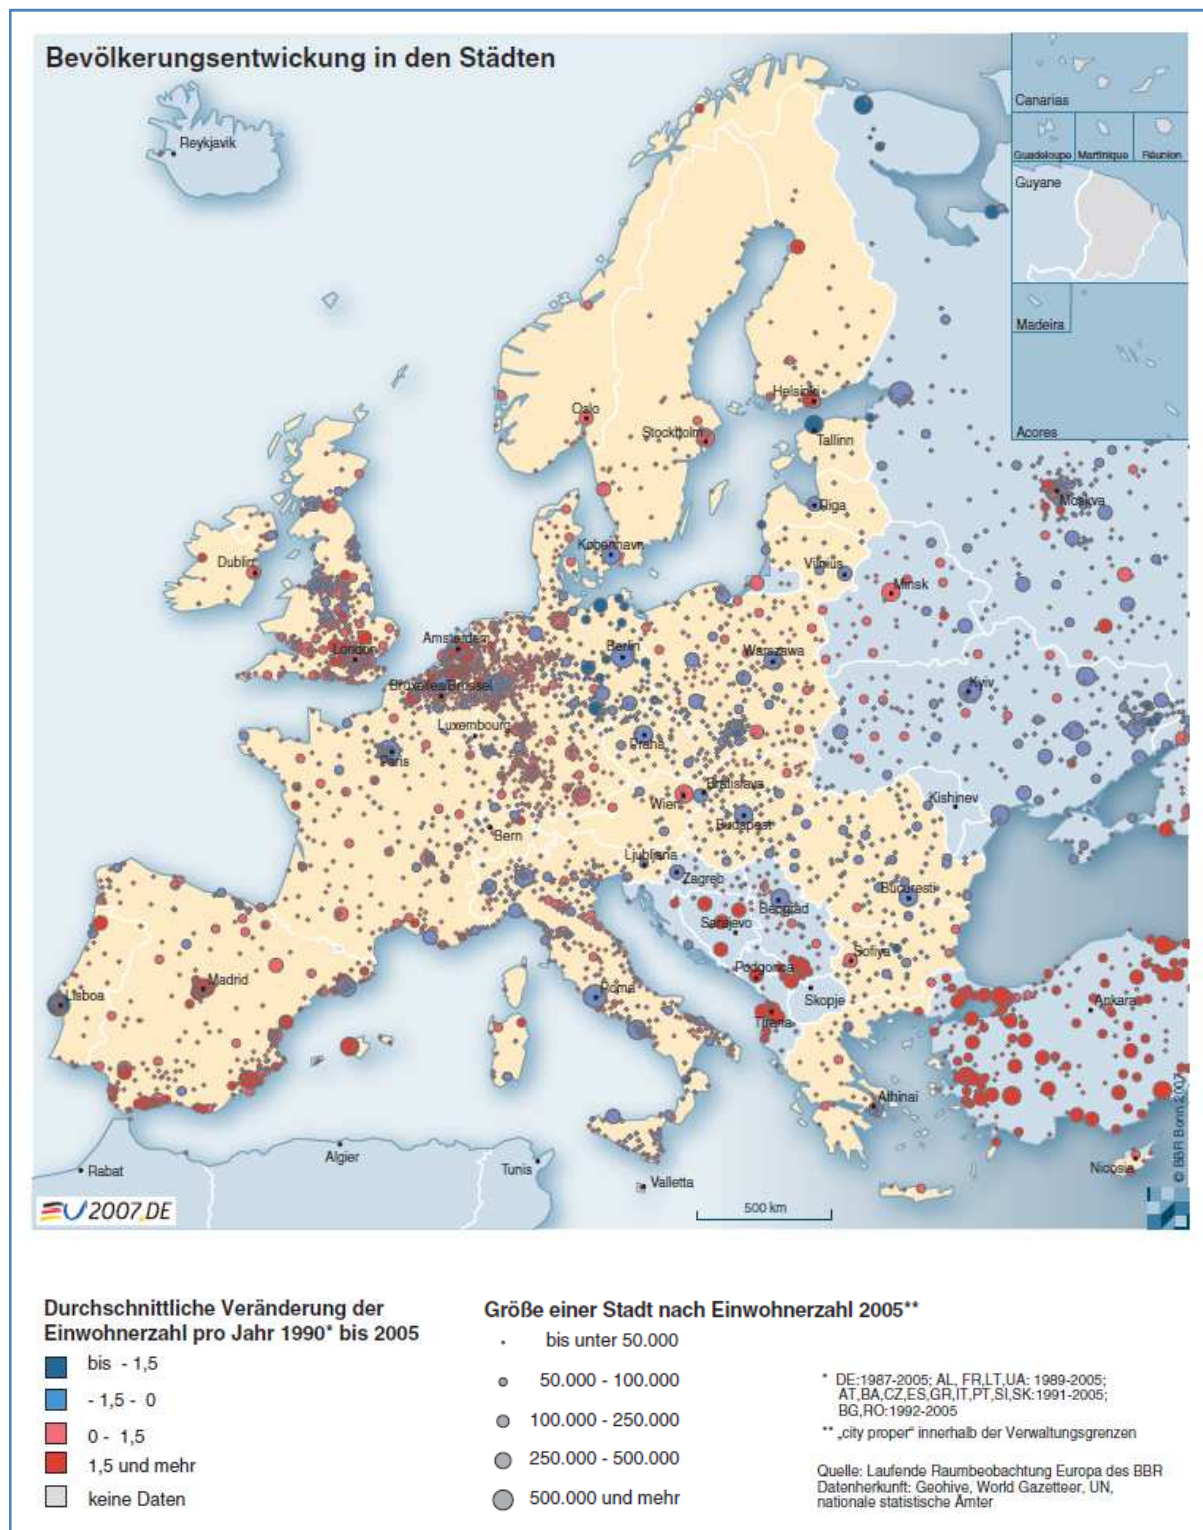 Bevölkerungsentwickung in den Städten
Canarias
Reykjavik
Guadeloupe
Martinique
Réunion
Guyane
Madeira
Acores
Helsinki
Oslo
Stockholm
Tallinn
Moskva
Riga
København
Dublin
Vilnius
Minsk
Amsterdam
London
Berlin
Warszawa
Bruxelles/Brussel
Kyiv
Luxembourg
Praha
Paris
Bratislava
Wien
Kishinev
Budapest
Bern
Ljubljana
Zagreb
Bucuresti
Beograd
Sarajevo
Sofiya
Podgorica
Madrid
Roma
Skopje
Ankara
Lisboa
Tirana
Athinai
Algier
Tunis
Rabat
Nicosia
Valletta
© BBR Bonn 2007
EU2007.DE
500 km
Durchschnittliche Veränderung der
Einwohnerzahl pro Jahr 1990* bis 2005
bis - 1,5
- 1,5 - 0
0 - 1,5
1,5 und mehr
keine Daten
Größe einer Stadt nach Einwohnerzahl 2005**
bis unter 50.000
50.000 - 100.000
100.000 - 250.000
250.000 - 500.000
500.000 und mehr
* DE:1987-2005; AL, FR,LT,UA: 1989-2005;
AT,BA,CZ,ES,GR,IT,PT,SI,SK:1991-2005;
BG,RO:1992-2005
** „city proper“ innerhalb der Verwaltungsgrenzen
Quelle: Laufende Raumbeobachtung Europa des BBR
Datenherkunft: Geohive, World Gazetteer, UN,
nationale statistische Ämter